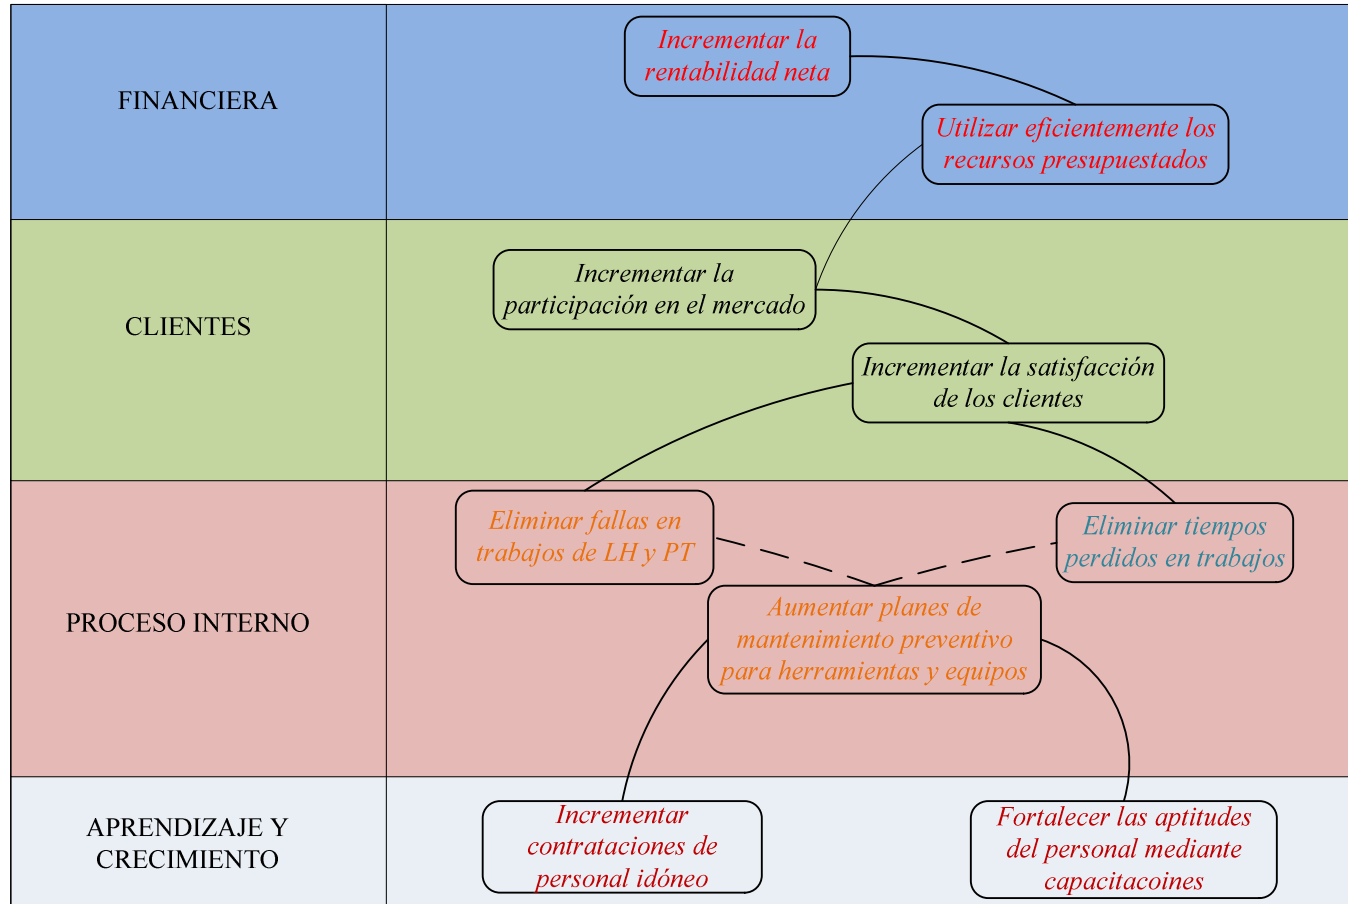 FINANCIERA
Incrementar la
rentabilidad neta
Utilizar eficientemente los
recursos presupuestados
CLIENTES
Incrementar la
participación en el mercado
Incrementar la satisfacción
de los clientes
PROCESO INTERNO
Eliminar fallas en
trabajos de LH y PT
Eliminar tiempos
perdidos en trabajos
Aumentar planes de
mantenimiento preventivo
para herramientas y equipos
APRENDIZAJE Y
CRECIMIENTO
Incrementar
contrataciones de
personal idóneo
Fortalecer las aptitudes
del personal mediante
capacitacoines